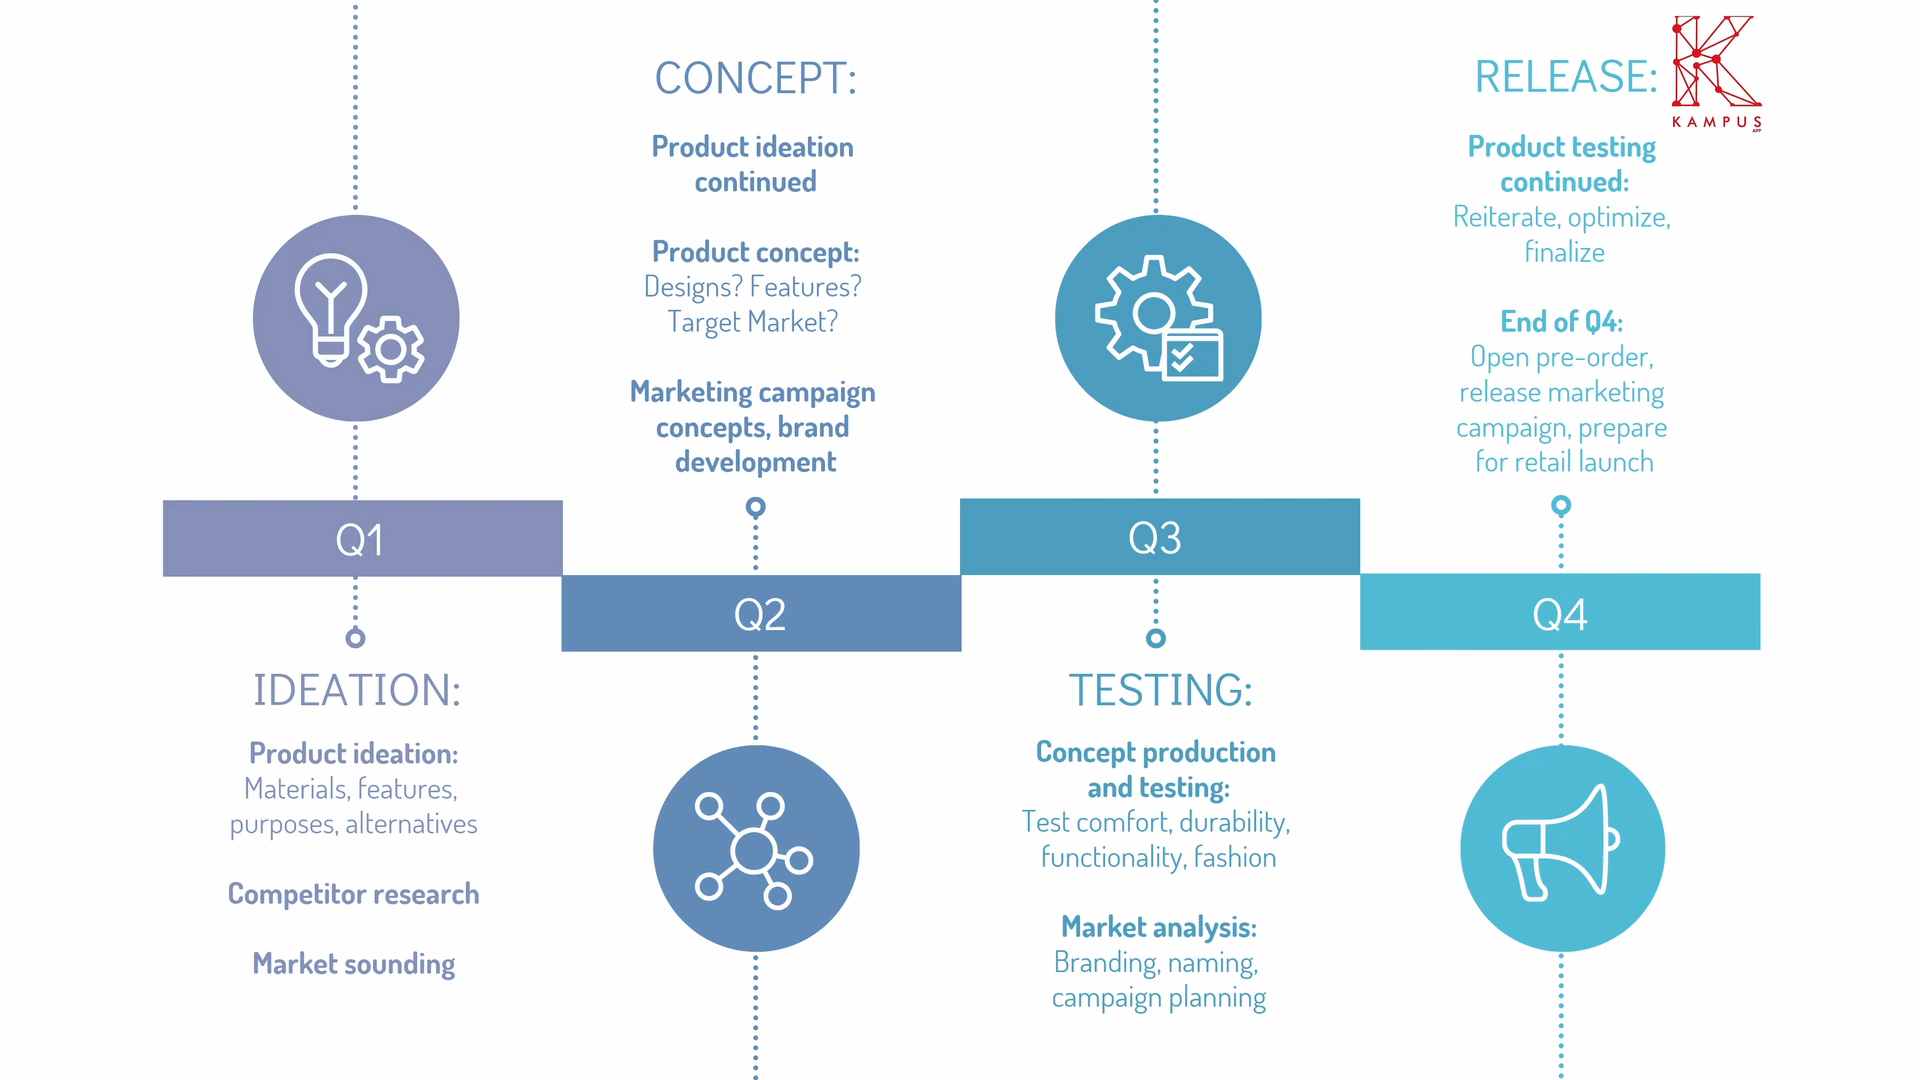 CONCEPT:
Product ideation
continued
Product concept:
Designs? Features?
Target Market?
Marketing campaign
concepts, brand
development
RELEASE:
KAMPUS
APP
Product testing
continued:
Reiterate, optimize,
finalize
End of Q4:
Open pre-order,
release marketing
campaign, prepare
for retail launch
Q1
Q2
Q3
Q4
IDEATION:
Product ideation:
Materials, features,
purposes, alternatives
Competitor research
Market sounding
TESTING:
Concept production
and testing:
Test comfort, durability,
functionality, fashion
Market analysis:
Branding, naming,
campaign planning